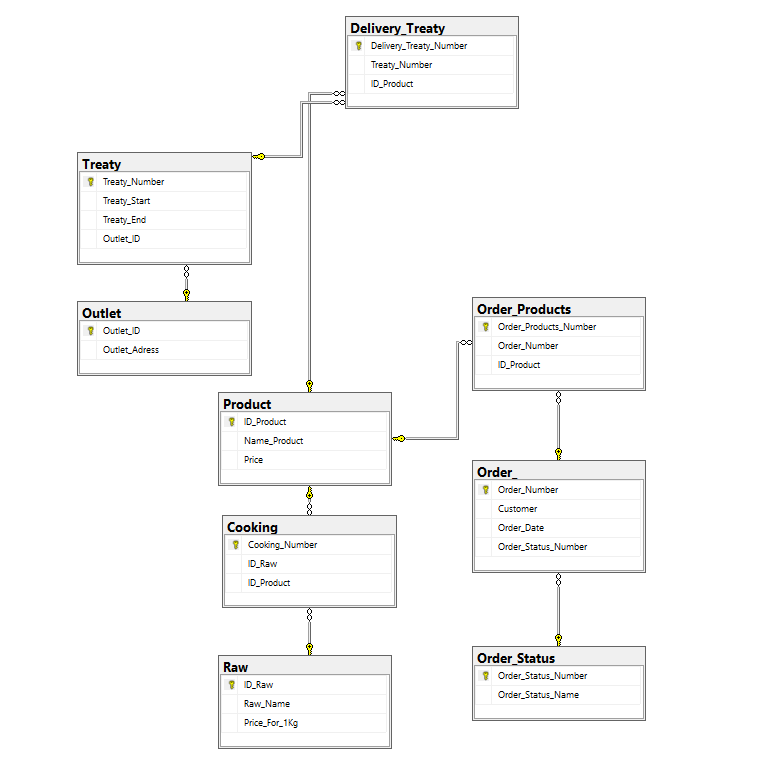 Delivery_Treaty
Delivery_Treaty_Number
Treaty_Number
ID_Product
Treaty
Treaty_Number
Treaty_Start
Treaty_End
Outlet_ID
Outlet
Outlet_ID
Outlet_Adress
Order_Products
Order_Products_Number
Order_Number
ID_Product
Product
ID_Product
Name_Product
Price
Order_
Order_Number
Customer
Order_Date
Order_Status_Number
Cooking
Cooking_Number
ID_Raw
ID_Product
Raw
ID_Raw
Raw_Name
Price_For_1Kg
Order_Status
Order_Status_Number
Order_Status_Name